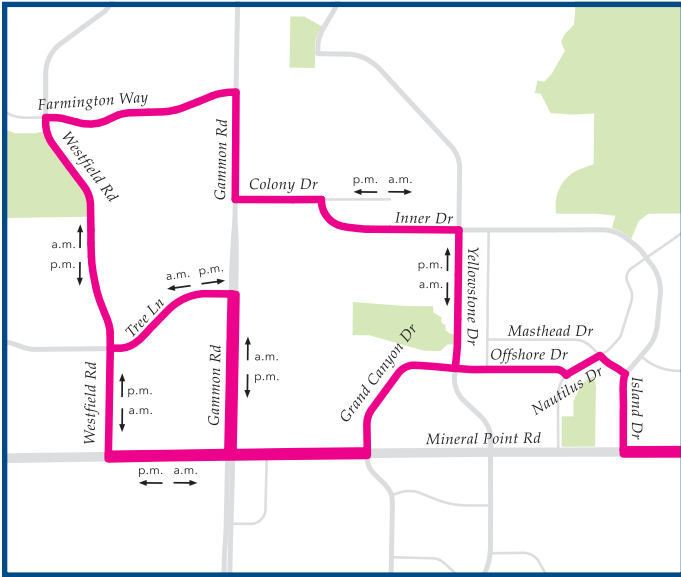 Farmington Way
Westfield Rd
Gammon Rd
Colony Dr
p.m. a.m.
Inner Dr
a.m.
p.m.
p.m.
a.m.
Yellowstone Dr
a.m. p.m.
Tree Ln
Masthead Dr
Offshore Dr
Grand Canyon Dr
Nautilus Dr
Island Dr
Gammon Rd
a.m.
p.m.
Westfield Rd
p.m.
a.m.
Mineral Point Rd
p.m. a.m.